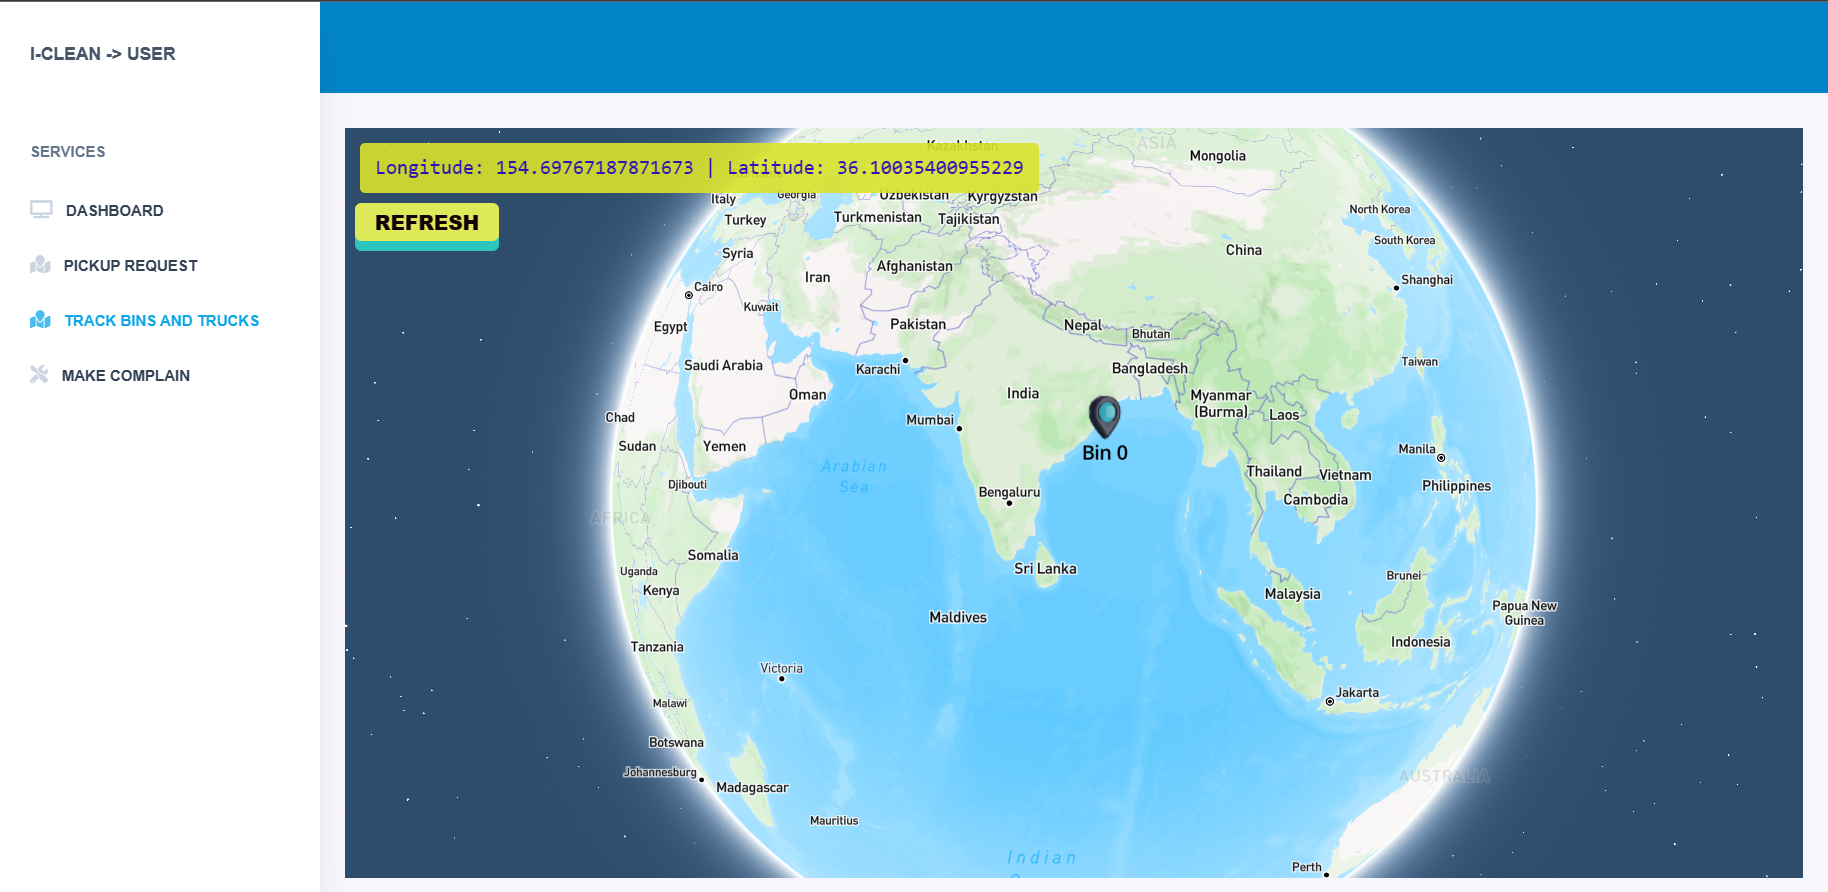 I-CLEAN -> USER
SERVICES
DASHBOARD
PICKUP REQUEST
TRACK BINS AND TRUCKS
MAKE COMPLAIN
Longitude: 154.69767187871673 | Latitude: 36.10035400955229
REFRESH
Kazakhstan
ASIA
Mongolia
Italy
Georgia
Uzbekistan
Kyrgyzstan
North Korea
Turkey
Turkmenistan
Tajikistan
South Korea
Syria
Afghanistan
China
Iran
Shanghai
Cairo
Kuwait
Egypt
Pakistan
Nepal
Bhutan
Saudi Arabia
Karachi
Bangladesh
Taiwan
Oman
India
Myanmar
(Burma)
Laos
Chad
Mumbai
Sudan
Yemen
Bin 0
Manila
Arabian
Sea
Thailand
Vietnam
Djibouti
Bengaluru
Cambodia
Philippines
AFRICA
Somalia
Uganda
Sri Lanka
Brunei
Kenya
Malaysia
Maldives
Papua New
Guinea
Tanzania
Indonesia
Victoria
Malawi
Jakarta
Botswana
Johannesburg
Madagascar
AUSTRALIA
Mauritius
Indian
Perth